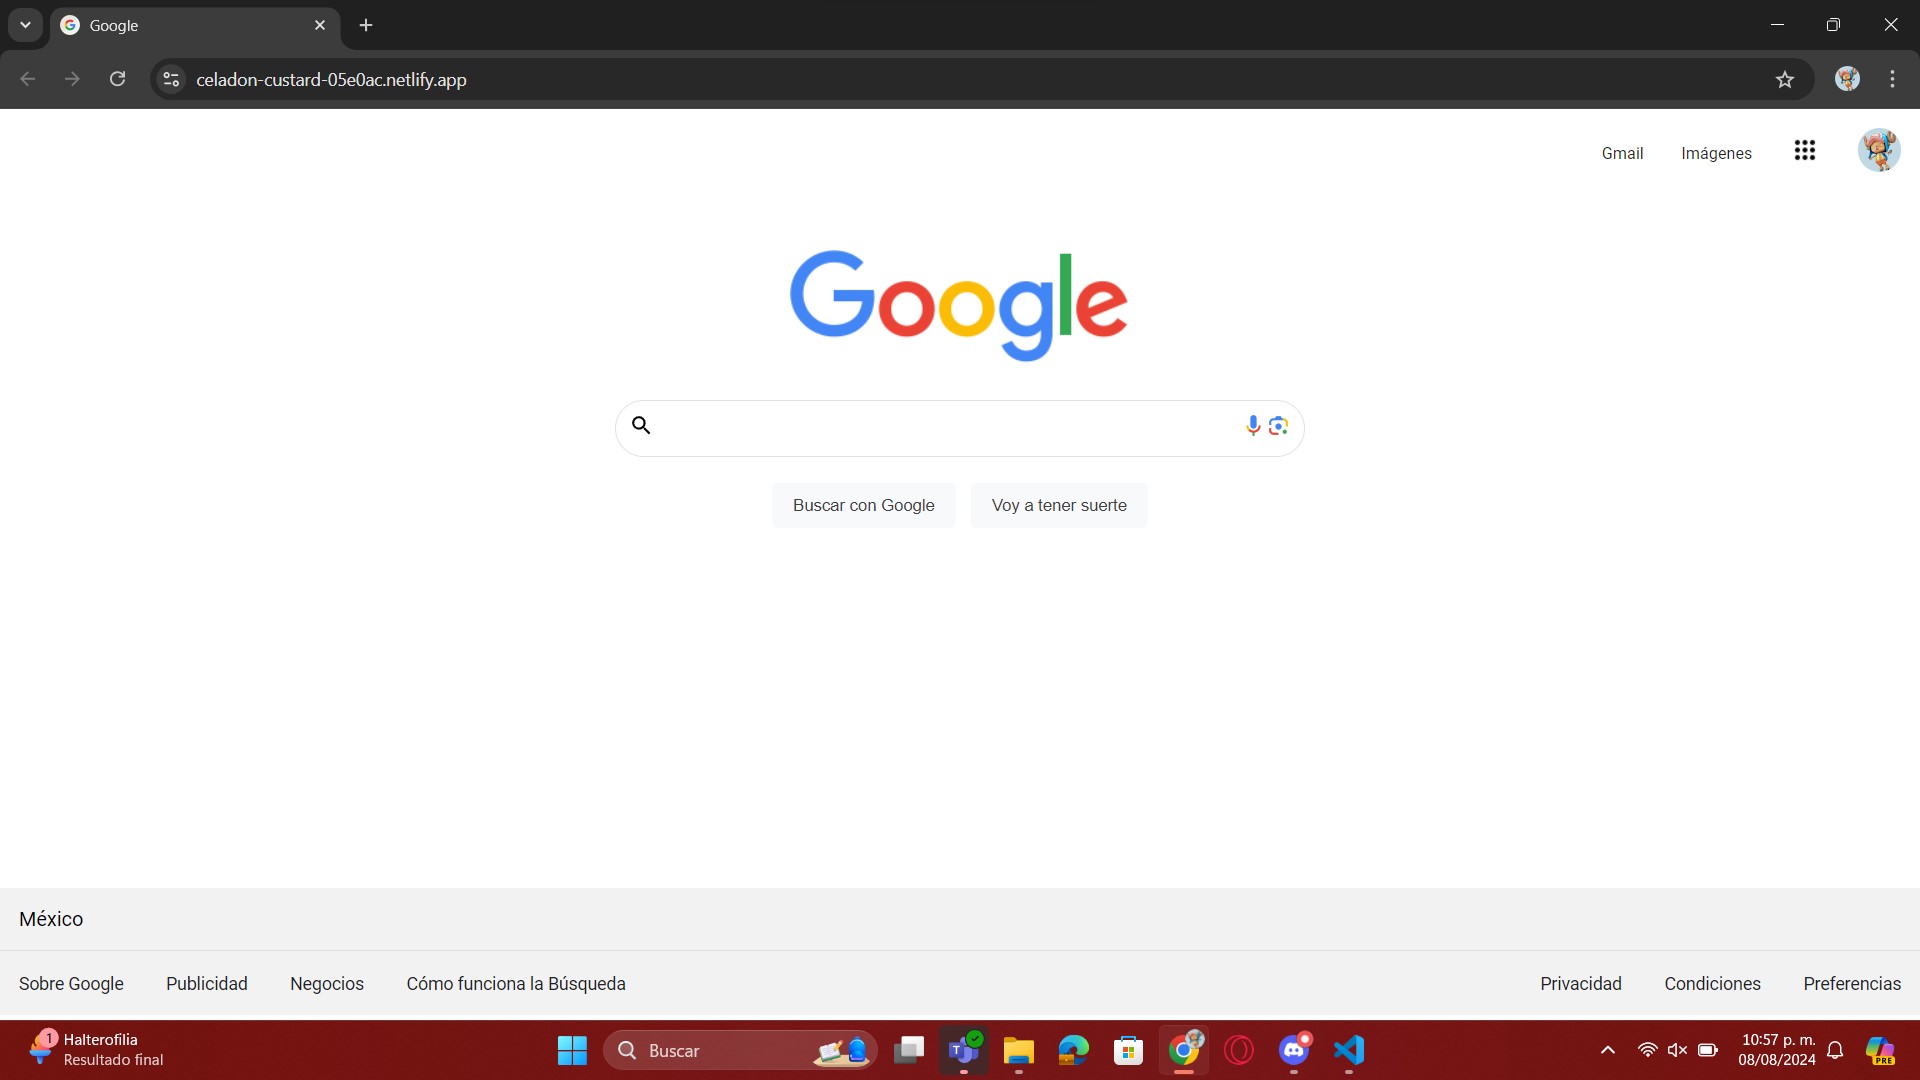 Google
celadon-custard-05e0ac.netlify.app
Gmail Imágenes
Google
Buscar con Google Voy a tener suerte
México
Sobre Google Publicidad Negocios Cómo funciona la Búsqueda Privacidad Condiciones Preferencias
1 Halterofilia
Resultado final
Buscar
T
10:57 p. m.
08/08/2024
PRE